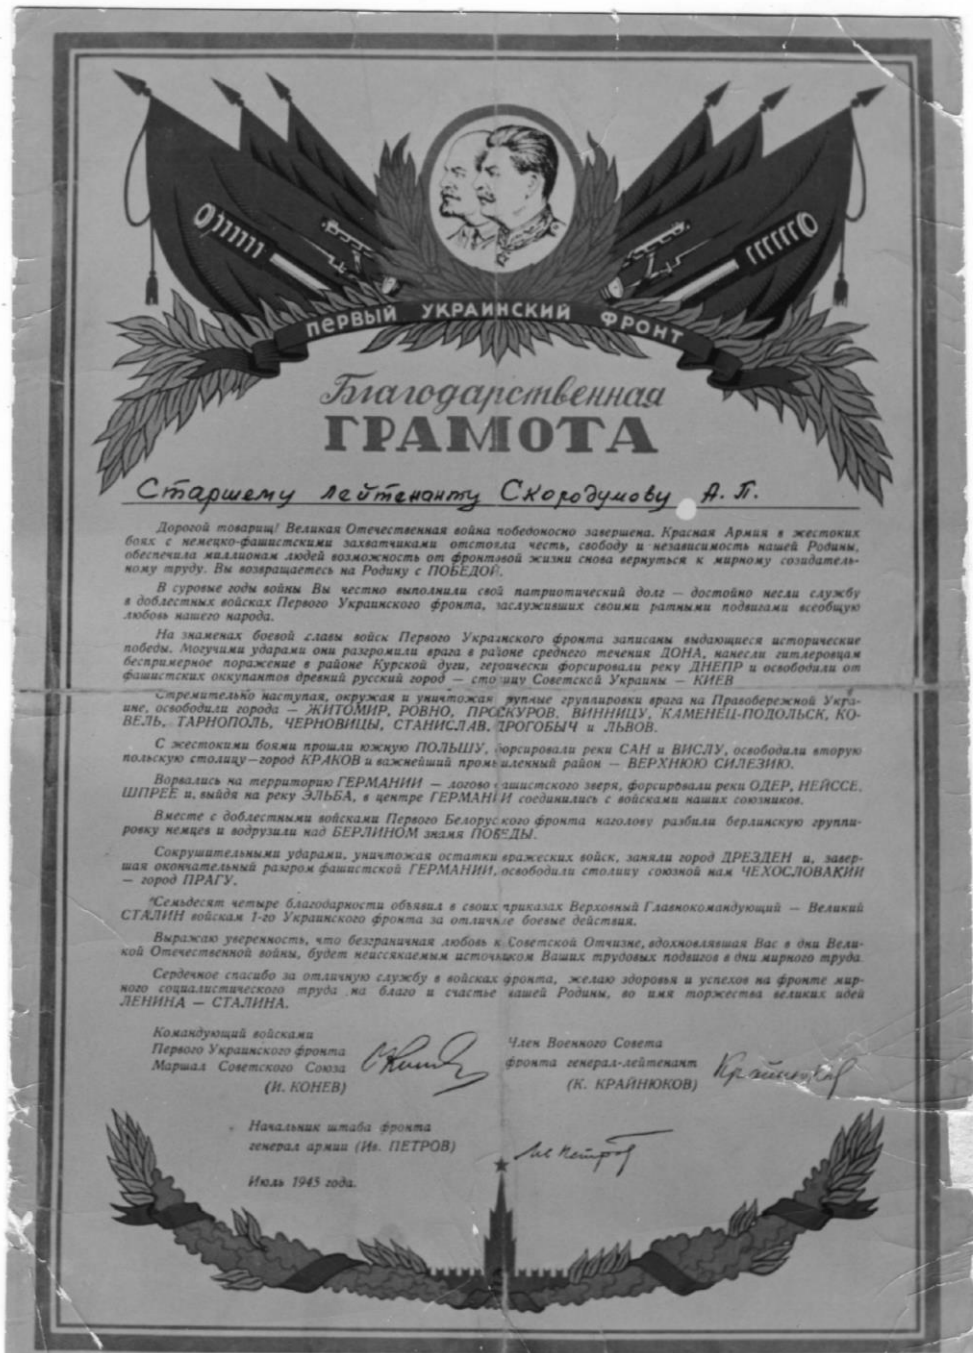 ПЕРВЫЙ УКРАИНСКИЙ ФРОНТ
Благодарственная
ГРАМОТА
Старшему лейтенанту Скородумову А. П.
Дорогой товарищ! Великая Отечественная война победоносно завершена. Красная Армия в жестоких
боях с немецко-фашистскими захватчиками отстояла честь, свободу и независимость нашей Родины,
обеспечила миллионам людей возможность от фронтовой жизни снова вернуться к мирному созидатель-
ному труду. Вы возвращаетесь на Родину с ПОБЕДОЙ.
В суровые годы войны Вы честно выполнили свой патриотический долг — достойно несли службу
в доблестных войсках Первого Украинского фронта, заслуживших своими ратными подвигами всеобщую
любовь нашего народа.
На знаменах боевой славы войск Первого Украинского фронта записаны выдающиеся исторические
победы. Могучими ударами они разгромили врага в районе среднего течения ДОНА, нанесли гитлеровцам
беспримерное поражение в районе Курской дуги, героически форсировали реку ДНЕПР и освободили от
фашистских оккупантов древний русский город — столицу Советской Украины — КИЕВ
Стремительно наступая, окружая и уничтожая крупные группировки врага на Правобережной Укра-
ине, освободили города — ЖИТОМИР, РОВНО, ПРОСКУРОВ, ВИННИЦУ, КАМЕНЕЦ-ПОДОЛЬСК, КО-
ВЕЛЬ, ТАРНОПОЛЬ, ЧЕРНОВИЦЫ, СТАНИСЛАВ, ДРОГОБЫЧ и ЛЬВОВ.
С жестокими боями прошли южную ПОЛЬШУ, форсировали реки САН и ВИСЛУ, освободили вторую
польскую столицу—город КРАКОВ и важнейший промышленный район — ВЕРХНЮЮ СИЛЕЗИЮ.
Ворвались на территорию ГЕРМАНИИ — логово фашистского зверя, форсировали реки ОДЕР, НЕЙССЕ,
ШПРЕЕ и, выйдя на реку ЭЛЬБА, в центре ГЕРМАНИИ соединились с войсками наших союзников.
Вместе с доблестными войсками Первого Белорусского фронта наголову разбили берлинскую группи-
ровку немцев и водрузили над БЕРЛИНОМ знамя ПОБЕДЫ.
Сокрушительными ударами, уничтожая остатки вражеских войск, заняли город ДРЕЗДЕН и, завер-
шая окончательный разгром фашистской ГЕРМАНИИ, освободили столицу союзной нам ЧЕХОСЛОВАКИИ
— город ПРАГУ.
Семьдесят четыре благодарности объявил в своих приказах Верховный Главнокомандующий — Великий
СТАЛИН войскам 1-го Украинского фронта за отличные боевые действия.
Выражаю уверенность, что безграничная любовь к Советской Отчизне, вдохновлявшая Вас в дни Вели-
кой Отечественной войны, будет неиссякаемым источником Ваших трудовых подвигов в дни мирного труда.
Сердечное спасибо за отличную службу в войсках фронта, желаю здоровья и успехов на фронте мир-
ного социалистического труда на благо и счастье нашей Родины, во имя торжества великих идей
ЛЕНИНА — СТАЛИНА.
Командующий войсками
Первого Украинского фронта
Маршал Советского Союза
(И. КОНЕВ)
Член Военного Совета
фронта генерал-лейтенант
(К. КРАЙНЮКОВ)
Крайнюков
Начальник штаба фронта
генерал армии (Ив. ПЕТРОВ)
Ив Петров
Июль 1945 года.